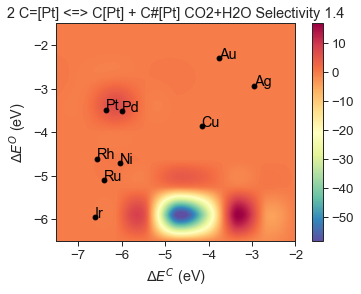 2 C=[Pt] <=> C[Pt] + C#[Pt] CO2+H2O Selectivity 1.4
ΔE^O (eV)
−2
−3
−4
−5
−6
Au
Ag
Pt
Pd
Cu
Rh
Ni
Ru
Ir
−7
−6
−5
−4
−3
−2
ΔE^C (eV)
10
0
−10
−20
−30
−40
−50